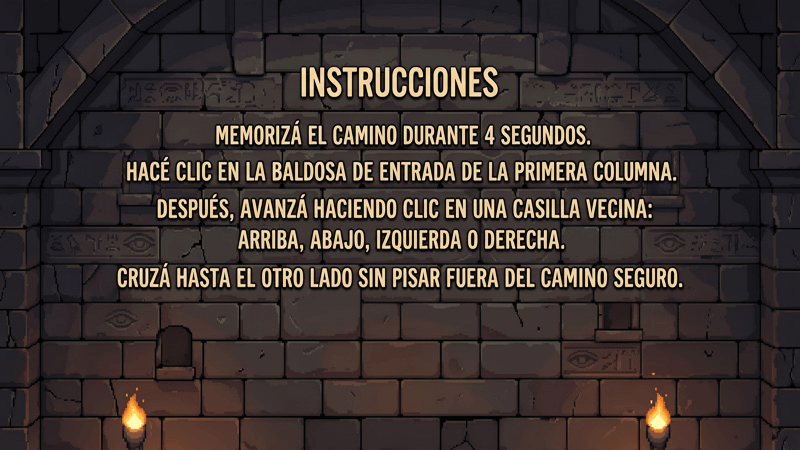 INSTRUCCIONES
MEMORIZÁ EL CAMINO DURANTE 4 SEGUNDOS.
HACÉ CLIC EN LA BALDOSA DE ENTRADA DE LA PRIMERA COLUMNA.
DESPUÉS, AVANZÁ HACIENDO CLIC EN UNA CASILLA VECINA:
ARRIBA, ABAJO, IZQUIERDA O DERECHA.
CRUZÁ HASTA EL OTRO LADO SIN PISAR FUERA DEL CAMINO SEGURO.